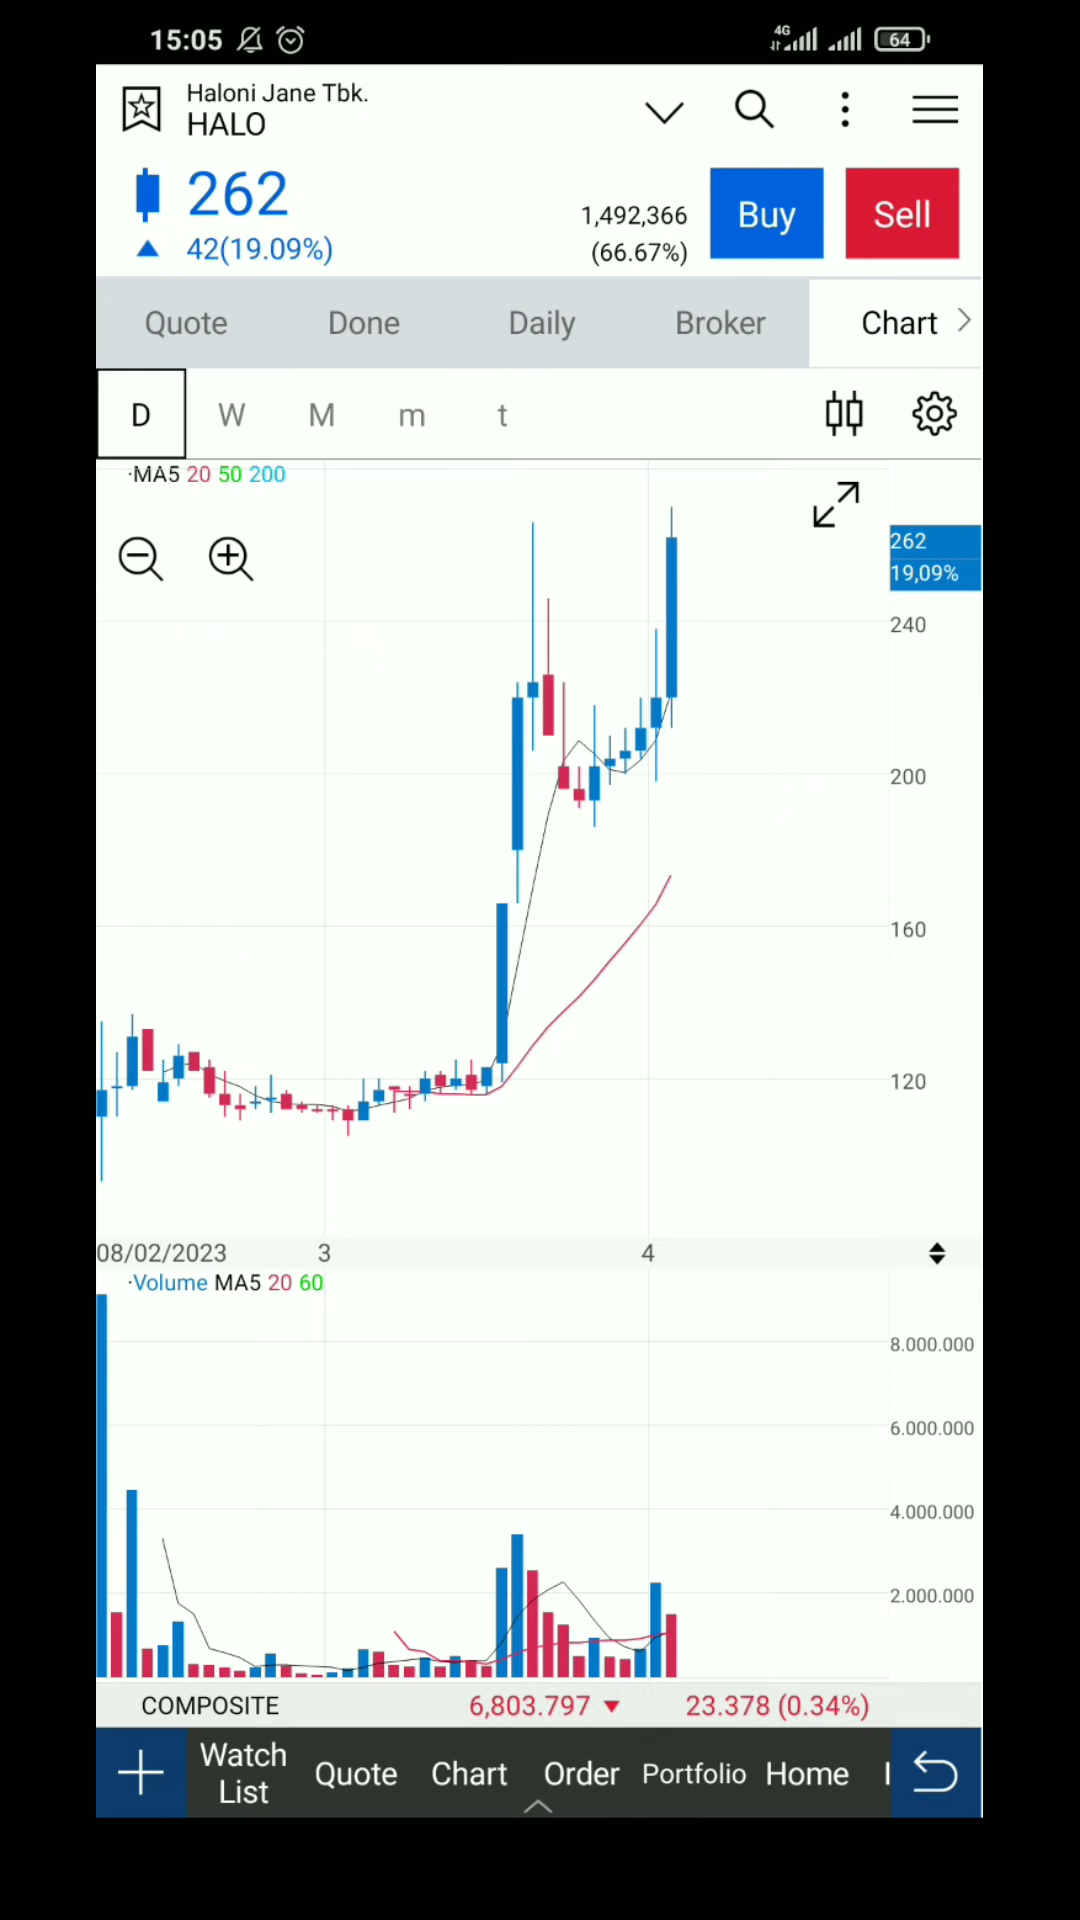 15:05 4G 64
Haloni Jane Tbk.
HALO
262
42(19.09%)
1,492,366
(66.67%)
Buy
Sell
Quote Done Daily Broker Chart
D W M m t
·MA5 20 50 200
262
19,09%
240
200
160
120
08/02/2023 3 4
·Volume MA5 20 60
8.000.000
6.000.000
4.000.000
2.000.000
COMPOSITE 6,803.797 ▼ 23.378 (0.34%)
Watch
List
Quote Chart Order Portfolio Home